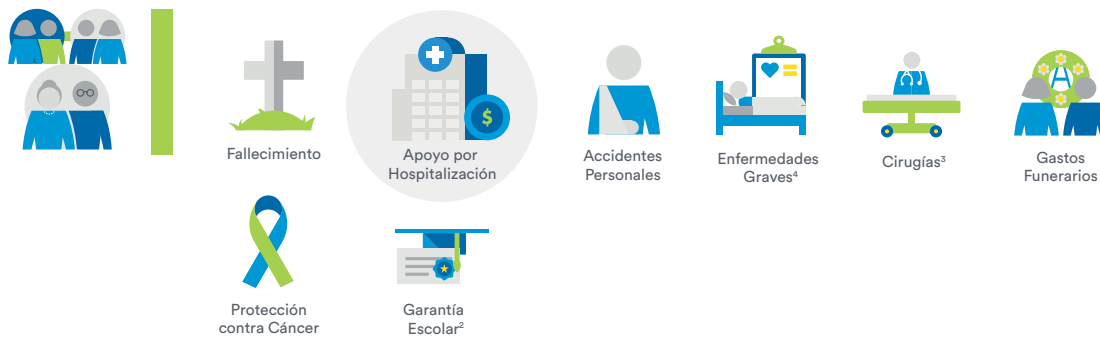 Fallecimiento
Apoyo por
Hospitalización
Accidentes
Personales
Enfermedades
Graves⁴
Cirugías³
Gastos
Funerarios
Protección
contra Cáncer
Garantía
Escolar²